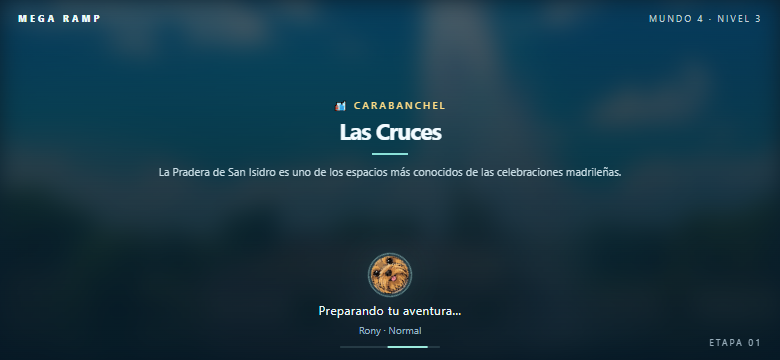 MEGA RAMP
MUNDO 4 · NIVEL 3
CARABANCHEL
Las Cruces
La Pradera de San Isidro es uno de los espacios más conocidos de las celebraciones madrileñas.
Preparando tu aventura...
Rony · Normal
ETAPA 01